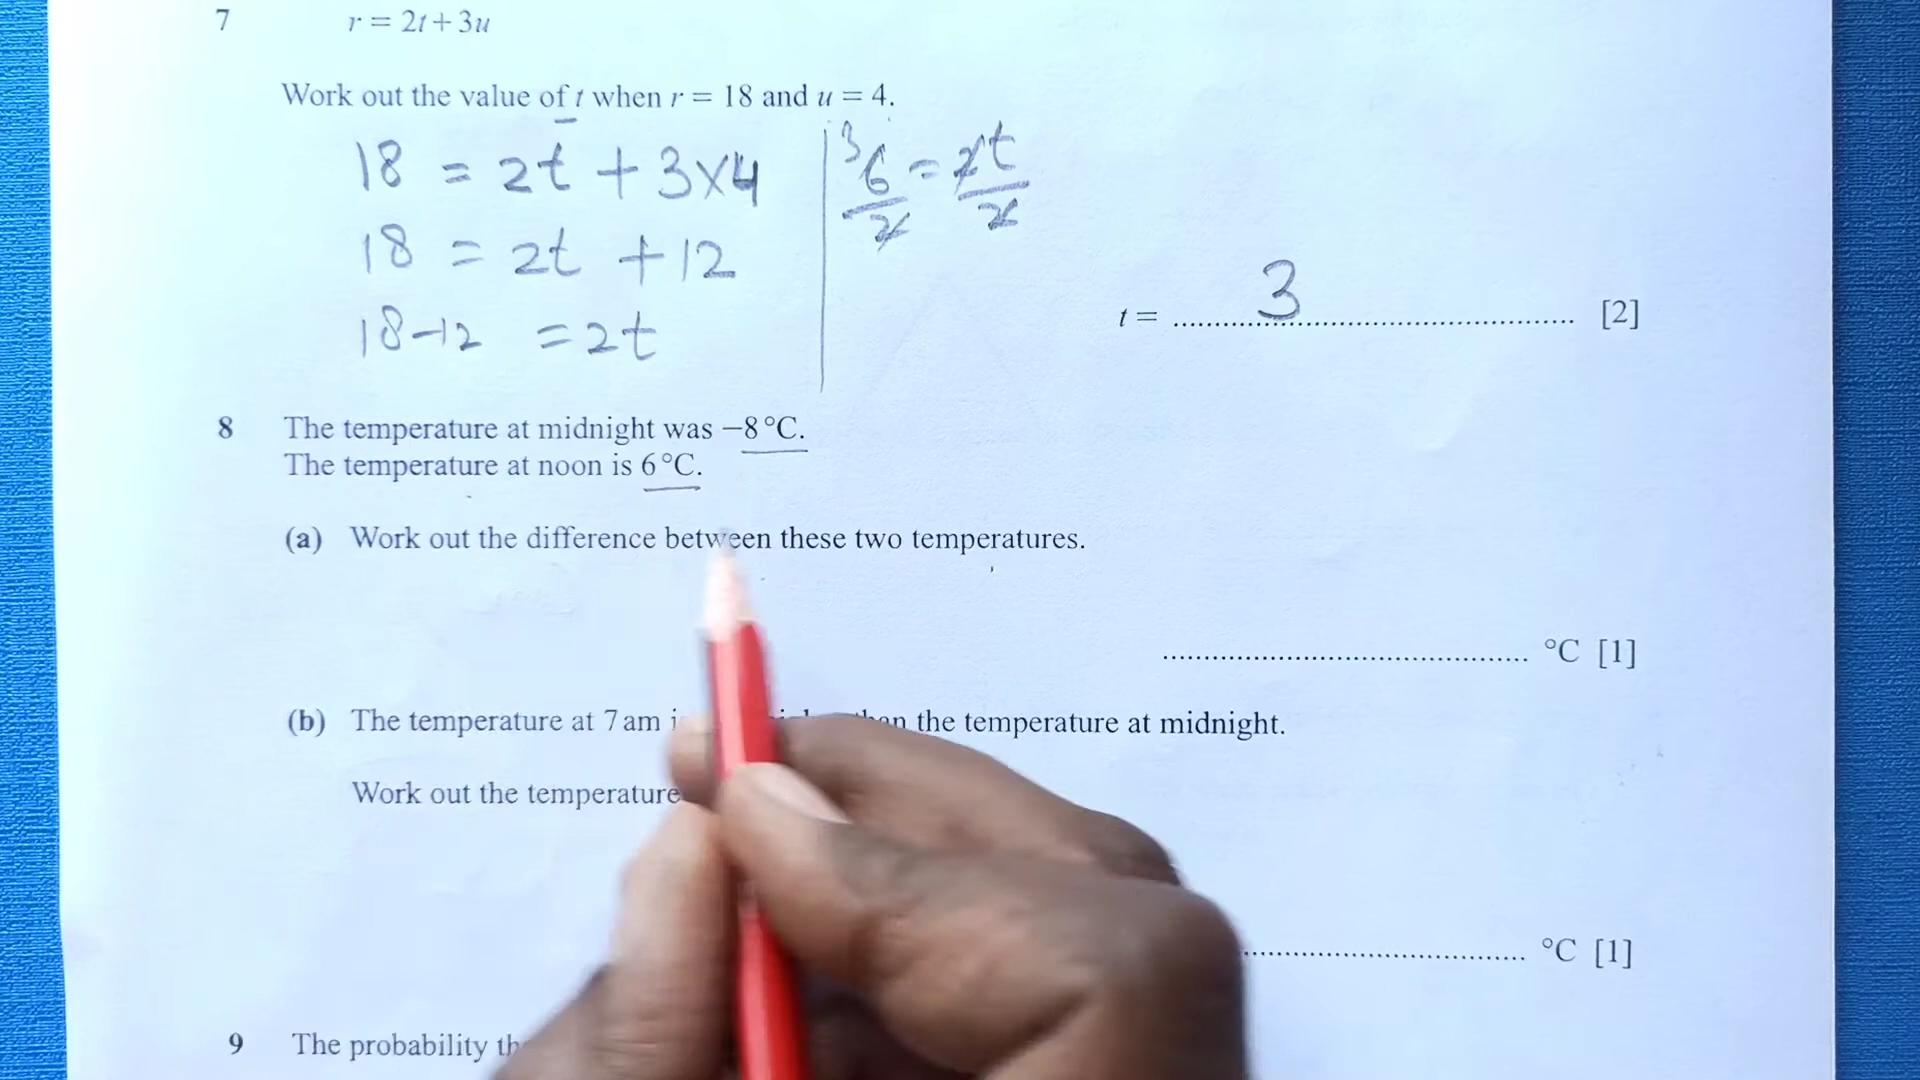 7 r = 2t + 3u
Work out the value of t when r = 18 and u = 4.
18 = 2t + 3×4
18 = 2t + 12
18-12 = 2t
3
6 = 2t
2 2
t = 3 [2]
8 The temperature at midnight was −8 °C.
The temperature at noon is 6 °C.
(a) Work out the difference between these two temperatures.
°C [1]
(b) The temperature at 7 am than the temperature at midnight.
Work out the temperature
°C [1]
9 The probability